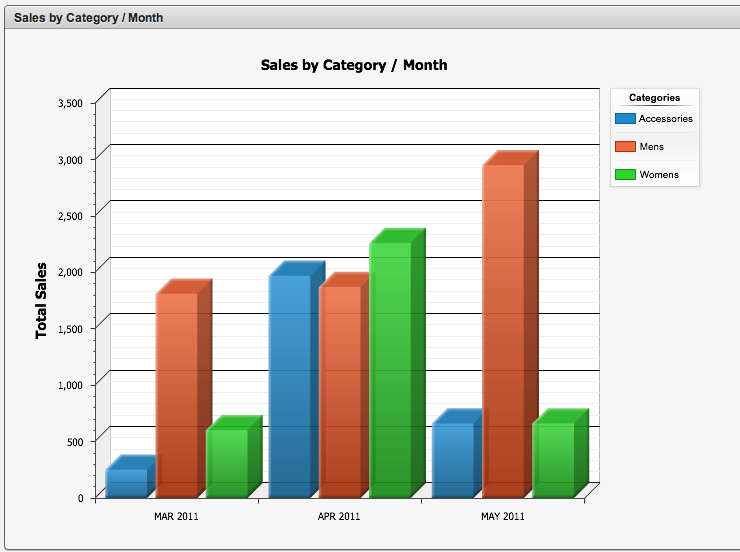 Sales by Category / Month
Sales by Category / Month
Categories
Accessories
Mens
Womens
Total Sales
3,500
3,000
2,500
2,000
1,500
1,000
500
0
MAR 2011
APR 2011
MAY 2011